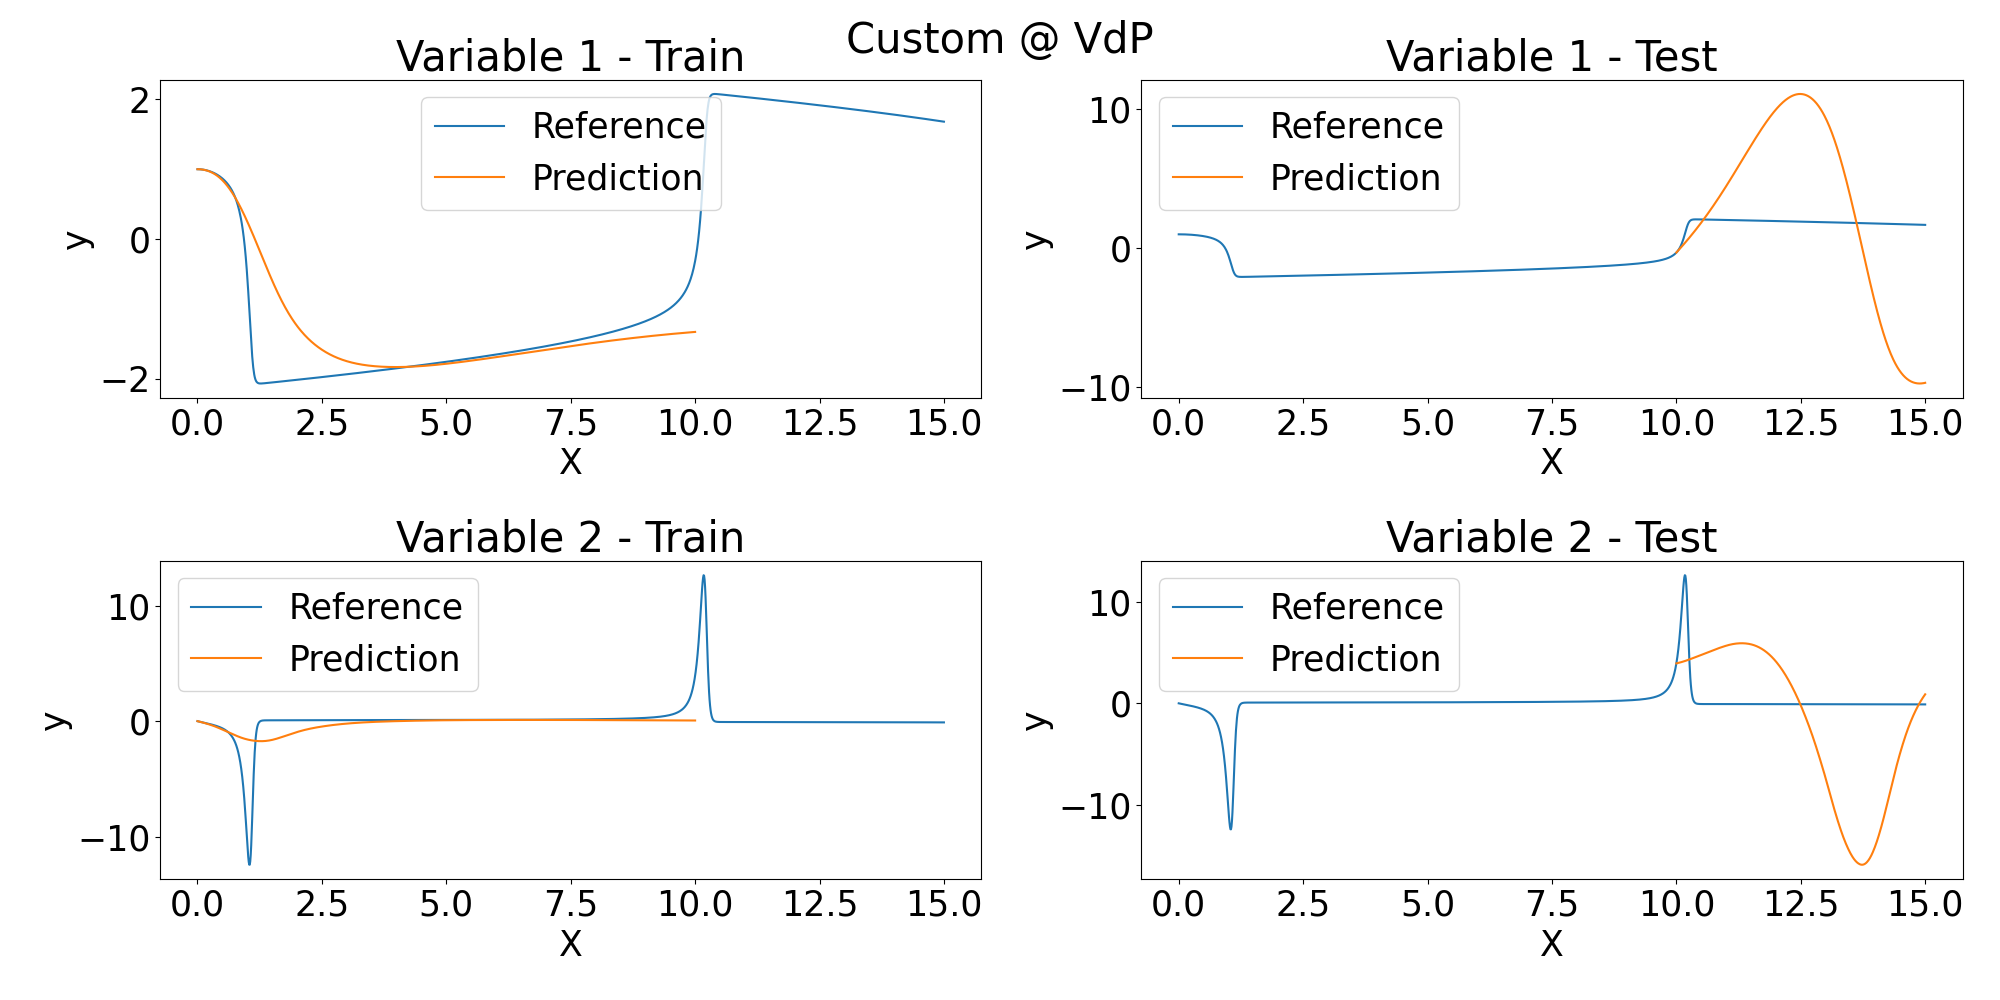 Custom @ VdP
Variable 1 - Train
Reference
Prediction
2
0
−2
y
0.0 2.5 5.0 7.5 10.0 12.5 15.0
X
Variable 1 - Test
Reference
Prediction
10
0
−10
y
0.0 2.5 5.0 7.5 10.0 12.5 15.0
X
Variable 2 - Train
Reference
Prediction
10
0
−10
y
0.0 2.5 5.0 7.5 10.0 12.5 15.0
X
Variable 2 - Test
Reference
Prediction
10
0
−10
y
0.0 2.5 5.0 7.5 10.0 12.5 15.0
X